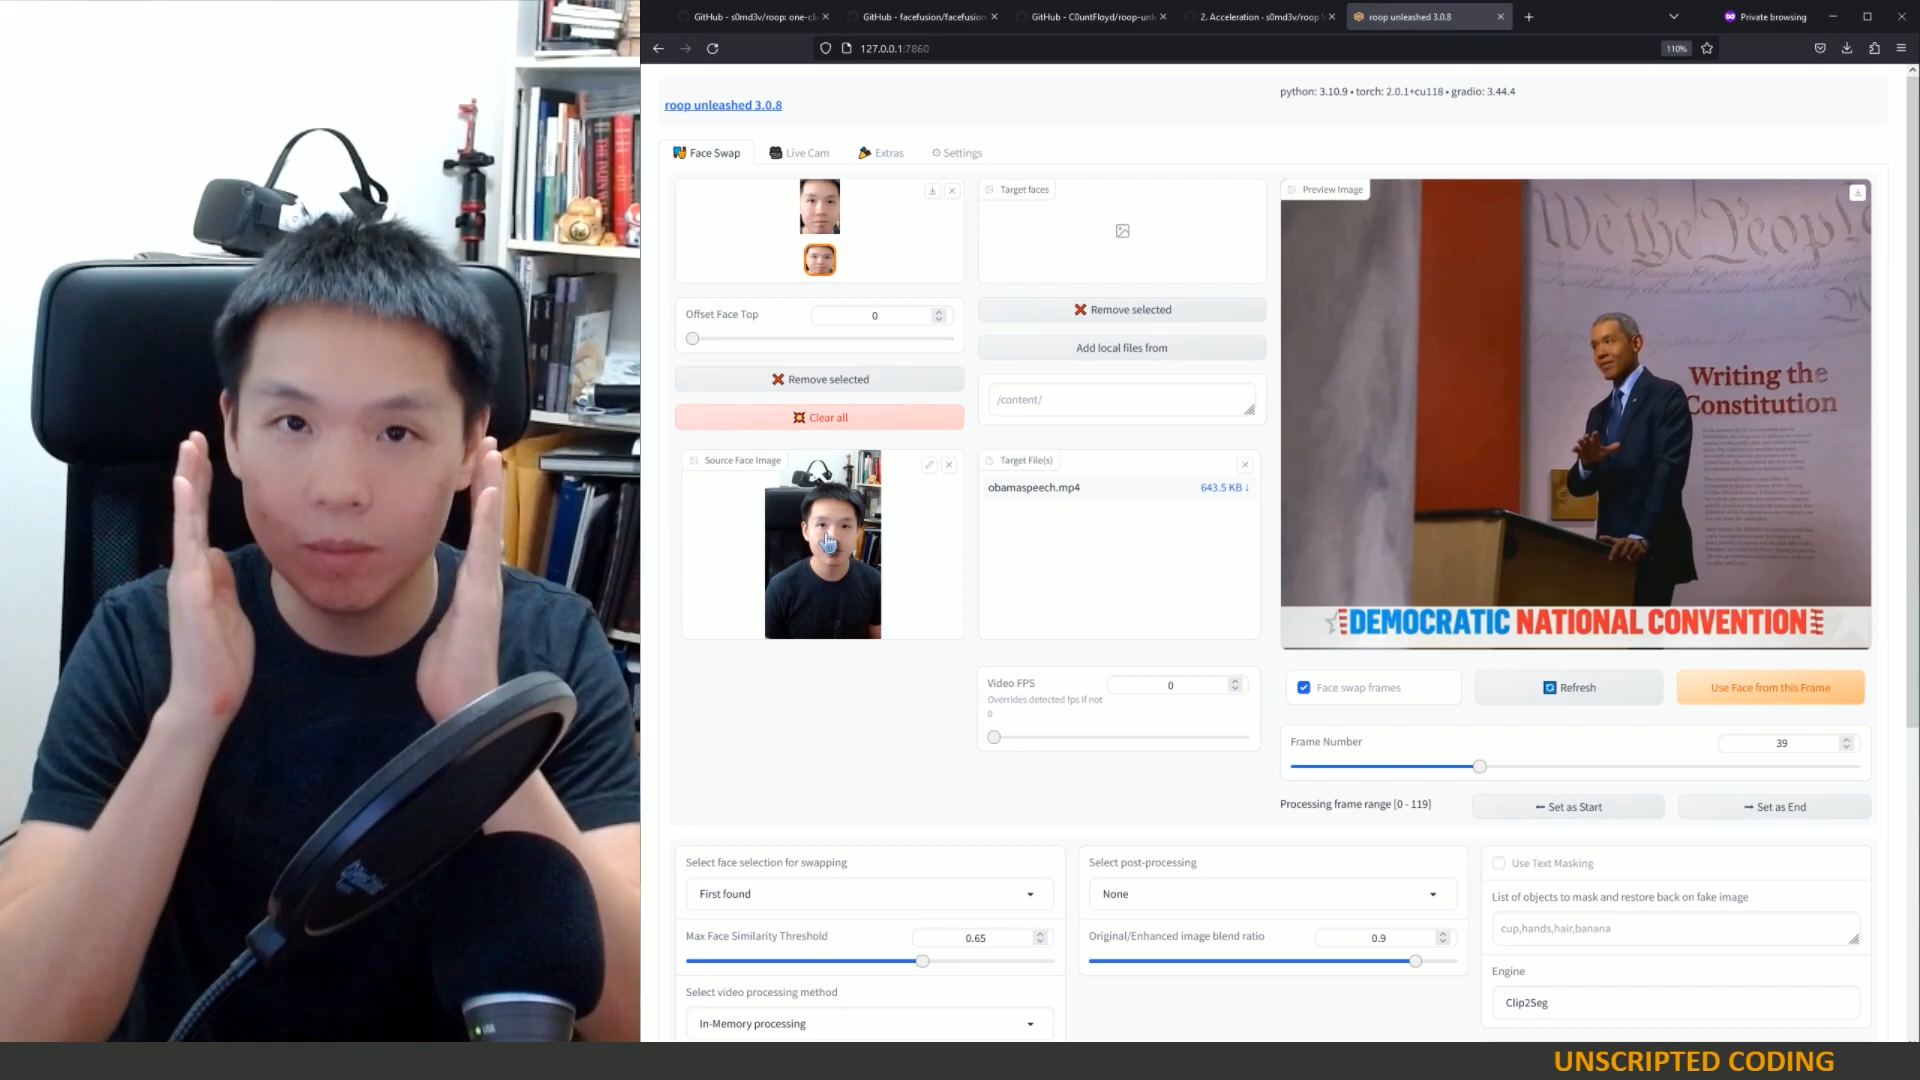 GitHub - s0md3v/roop: one-cli
GitHub - facefusion/facefusion
GitHub - C0untFloyd/roop-unl
2. Acceleration · s0md3v/roop
roop unleashed 3.0.8
Private browsing
127.0.0.1:7860
110%
roop unleashed 3.0.8
python: 3.10.9 • torch: 2.0.1+cu118 • gradio: 3.44.4
Face Swap
Live Cam
Extras
Settings
Target faces
Preview Image
We the People
Offset Face Top
0
Remove selected
Add local files from
Remove selected
/content/
Clear all
Writing the
Constitution
Source Face Image
Target File(s)
obamaspeech.mp4
643.5 KB ↓
DEMOCRATIC NATIONAL CONVENTION
Video FPS
0
Overrides detected fps if not
0
Face swap frames
Refresh
Use Face from this Frame
Frame Number
39
Processing frame range [0 - 119]
← Set as Start
→ Set as End
Select face selection for swapping
First found
Select post-processing
None
Use Text Masking
List of objects to mask and restore back on fake image
cup,hands,hair,banana
Max Face Similarity Threshold
0.65
Original/Enhanced image blend ratio
0.9
Engine
Clip2Seg
Select video processing method
In-Memory processing
UNSCRIPTED CODING